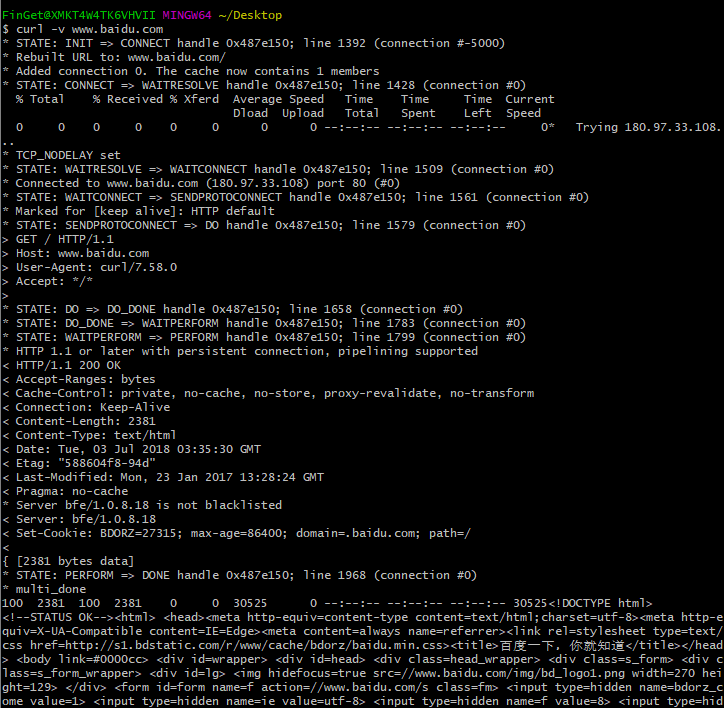 FinGet@XMKT4W4TK6VHVII MINGW64 ~/Desktop
$ curl -v www.baidu.com
* STATE: INIT => CONNECT handle 0x487e150; line 1392 (connection #-5000)
* Rebuilt URL to: www.baidu.com/
* Added connection 0. The cache now contains 1 members
* STATE: CONNECT => WAITRESOLVE handle 0x487e150; line 1428 (connection #0)
  % Total    % Received % Xferd  Average Speed   Time    Time     Time  Current
                                 Dload  Upload   Total   Spent    Left  Speed
  0     0    0     0    0     0      0      0 --:--:-- --:--:-- --:--:--     0*   Trying 180.97.33.108.
..
* TCP_NODELAY set
* STATE: WAITRESOLVE => WAITCONNECT handle 0x487e150; line 1509 (connection #0)
* Connected to www.baidu.com (180.97.33.108) port 80 (#0)
* STATE: WAITCONNECT => SENDPROTOCONNECT handle 0x487e150; line 1561 (connection #0)
* Marked for [keep alive]: HTTP default
* STATE: SENDPROTOCONNECT => DO handle 0x487e150; line 1579 (connection #0)
> GET / HTTP/1.1
> Host: www.baidu.com
> User-Agent: curl/7.58.0
> Accept: */*
>
* STATE: DO => DO_DONE handle 0x487e150; line 1658 (connection #0)
* STATE: DO_DONE => WAITPERFORM handle 0x487e150; line 1783 (connection #0)
* STATE: WAITPERFORM => PERFORM handle 0x487e150; line 1799 (connection #0)
* HTTP 1.1 or later with persistent connection, pipelining supported
< HTTP/1.1 200 OK
< Accept-Ranges: bytes
< Cache-Control: private, no-cache, no-store, proxy-revalidate, no-transform
< Connection: Keep-Alive
< Content-Length: 2381
< Content-Type: text/html
< Date: Tue, 03 Jul 2018 03:35:30 GMT
< Etag: "588604f8-94d"
< Last-Modified: Mon, 23 Jan 2017 13:28:24 GMT
< Pragma: no-cache
* Server bfe/1.0.8.18 is not blacklisted
< Server: bfe/1.0.8.18
< Set-Cookie: BDORZ=27315; max-age=86400; domain=.baidu.com; path=/
<
{ [2381 bytes data]
* STATE: PERFORM => DONE handle 0x487e150; line 1968 (connection #0)
* multi_done
100  2381  100  2381    0     0  30525      0 --:--:-- --:--:-- --:--:-- 30525<!DOCTYPE html>
<!--STATUS OK--><html> <head><meta http-equiv=content-type content=text/html;charset=utf-8><meta http-e
quiv=X-UA-Compatible content=IE=Edge><meta content=always name=referrer><link rel=stylesheet type=text/
css href=http://s1.bdstatic.com/r/www/cache/bdorz/baidu.min.css><title>百度一下，你就知道</title></head
> <body link=#0000cc> <div id=wrapper> <div id=head> <div class=head_wrapper> <div class=s_form> <div c
lass=s_form_wrapper> <div id=lg> <img hidefocus=true src=//www.baidu.com/img/bd_logo1.png width=270 hei
ght=129> </div> <form id=form name=f action=//www.baidu.com/s class=fm> <input type=hidden name=bdorz_c
ome value=1> <input type=hidden name=ie value=utf-8> <input type=hidden name=f value=8> <input type=hid